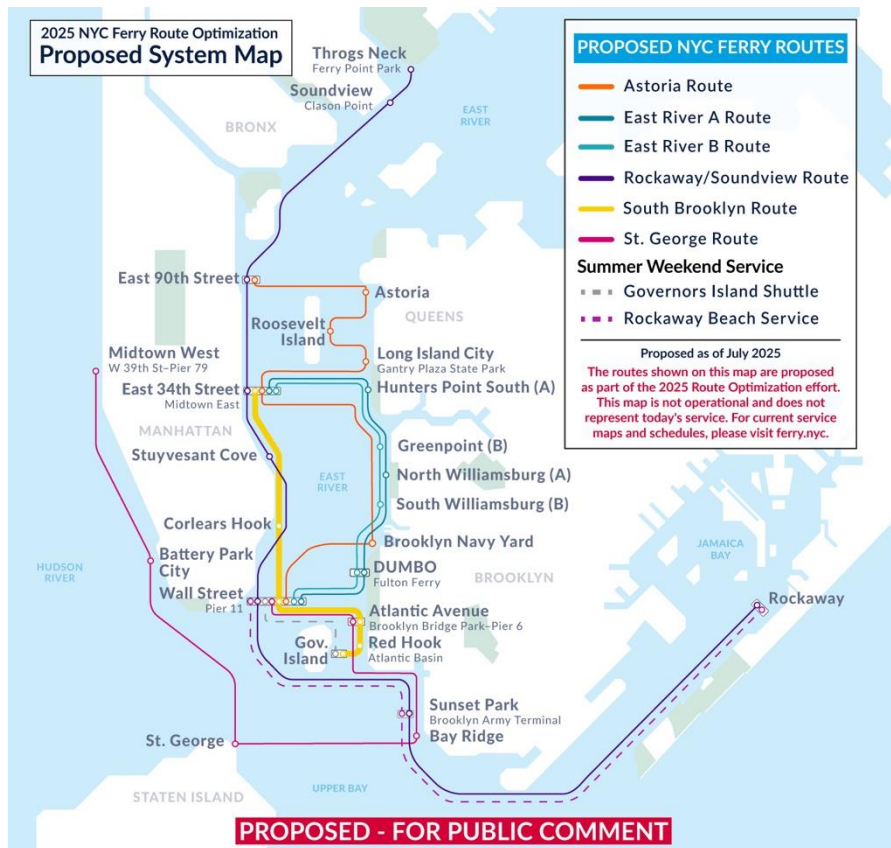 2025 NYC Ferry Route Optimization
Proposed System Map
Throgs Neck
Ferry Point Park
Soundview
Clason Point
BRONX
EAST
RIVER
East 90th Street
Astoria
Roosevelt
Island
QUEENS
Midtown West
W 39th St–Pier 79
Long Island City
Gantry Plaza State Park
East 34th Street
Midtown East
Hunters Point South (A)
MANHATTAN
Stuyvesant Cove
Greenpoint (B)
EAST
RIVER
North Williamsburg (A)
South Williamsburg (B)
Corlears Hook
Brooklyn Navy Yard
HUDSON
RIVER
Battery Park
City
DUMBO
Fulton Ferry
BROOKLYN
JAMAICA
BAY
Wall Street
Pier 11
Atlantic Avenue
Brooklyn Bridge Park–Pier 6
Rockaway
Gov.
Island
Red Hook
Atlantic Basin
Sunset Park
Brooklyn Army Terminal
Bay Ridge
St. George
UPPER BAY
STATEN ISLAND
PROPOSED NYC FERRY ROUTES
Astoria Route
East River A Route
East River B Route
Rockaway/Soundview Route
South Brooklyn Route
St. George Route
Summer Weekend Service
Governors Island Shuttle
Rockaway Beach Service
Proposed as of July 2025
The routes shown on this map are proposed
as part of the 2025 Route Optimization effort.
This map is not operational and does not
represent today's service. For current service
maps and schedules, please visit ferry.nyc.
PROPOSED - FOR PUBLIC COMMENT